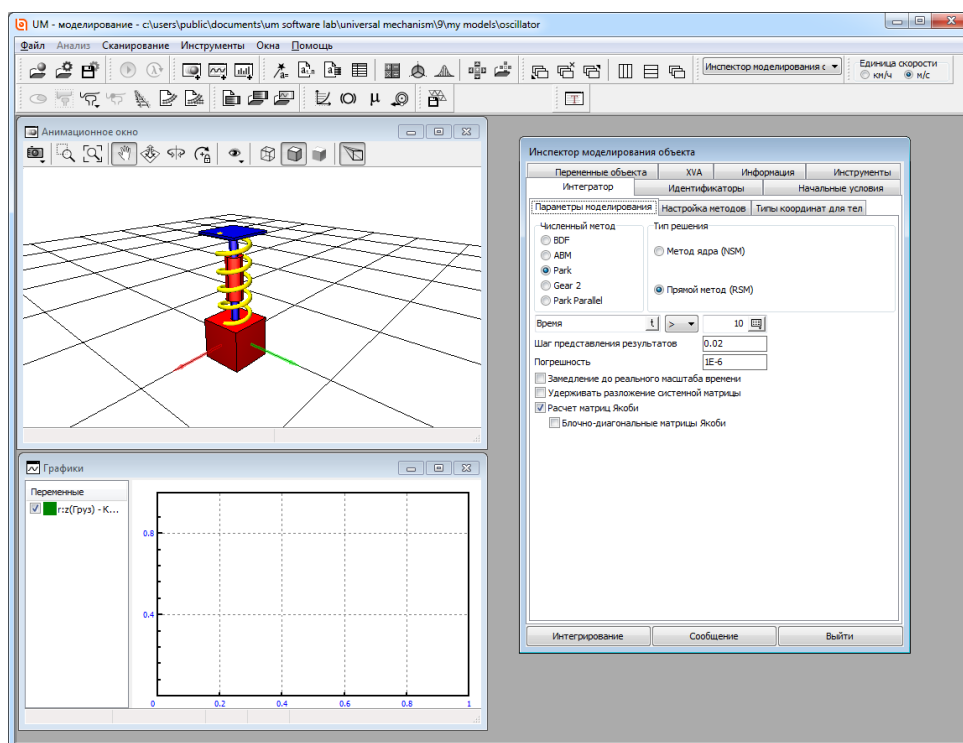 UM - моделирование - c:\users\public\documents\um software lab\universal mechanism\9\my models\oscillator
Файл Анализ Сканирование Инструменты Окна Помощь
Инспектор моделирования о
Единица скорости
км/ч м/с
Анимационное окно
Графики
Переменные
r:z(Груз) - К...
0.8
0.4
0 0.2 0.4 0.6 0.8 1
Инспектор моделирования объекта
Переменные объекта XVA Информация Инструменты
Интегратор Идентификаторы Начальные условия
Параметры моделирования Настройка методов Типы координат для тел
Численный метод
BDF
ABM
Park
Gear 2
Park Parallel
Тип решения
Метод ядра (NSM)
Прямой метод (RSM)
Время t > 10
Шаг представления результатов 0.02
Погрешность 1E-6
Замедление до реального масштаба времени
Удерживать разложение системной матрицы
Расчет матриц Якоби
Блочно-диагональные матрицы Якоби
Интегрирование Сообщение Выйти